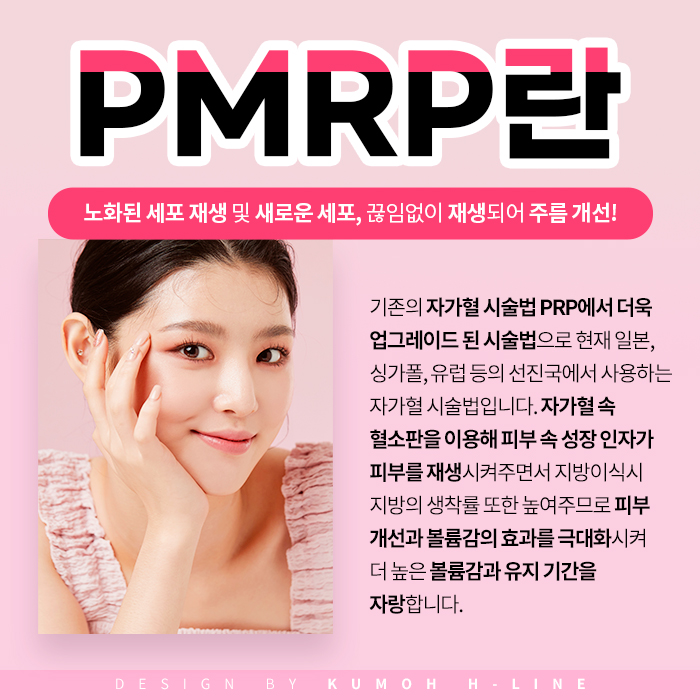 PMRP란
노화된 세포 재생 및 새로운 세포, 끊임없이 재생되어 주름 개선!
기존의 자가혈 시술법 PRP에서 더욱
업그레이드 된 시술법으로 현재 일본,
싱가폴, 유럽 등의 선진국에서 사용하는
자가혈 시술법입니다. 자가혈 속
혈소판을 이용해 피부 속 성장 인자가
피부를 재생시켜주면서 지방이식시
지방의 생착률 또한 높여주므로 피부
개선과 볼륨감의 효과를 극대화시켜
더 높은 볼륨감과 유지 기간을
자랑합니다.
DESIGN BY KUMOH H-LINE